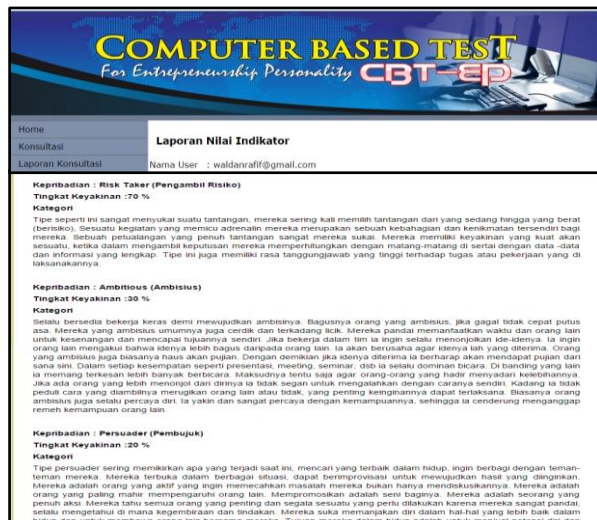 COMPUTER BASED TEST
For Entrepreneurship Personality CBT-EP
Home
Konsultasi
Laporan Konsultasi
Laporan Nilai Indikator
Nama User : waldanrafif@gmail.com
Kepribadian : Risk Taker (Pengambil Risiko)
Tingkat Keyakinan :70 %
Kategori
Tipe seperti ini sangat menyukai suatu tantangan, mereka sering kali memilih tantangan dari yang sedang hingga yang berat
(berisiko), Sesuatu kegiatan yang memicu adrenalin mereka merupakan sebuah kebahagian dan kenikmatan tersendiri bagi
mereka. Sebuah petualangan yang penuh tantangan sangat mereka sukai. Mereka memiliki keyakinan yang kuat akan
sesuatu, ketika dalam mengambil keputusan mereka memperhitungkan dengan matang-matang di sertai dengan data -data
dan informasi yang lengkap. Tipe ini juga memiliki rasa tanggungjawab yang tinggi terhadap tugas atau pekerjaan yang di
laksanakannya.
Kepribadian : Ambitious (Ambisius)
Tingkat Keyakinan :30 %
Kategori
Selalu bersedia bekerja keras demi mewujudkan ambisinya. Bagusnya orang yang ambisius, jika gagal tidak cepat putus
asa. Mereka yang ambisius umumnya juga cerdik dan terkadang licik. Mereka pandai memanfaatkan waktu dan orang lain
untuk kesenangan dan mencapai tujuannya sendiri. Jika bekerja dalam tim ia ingin selalu menonjolkan ide-idenya. Ia ingin
orang lain mengakui bahwa idenya lebih bagus daripada orang lain. Ia akan berusaha agar idenya lah yang diterima. Orang
yang ambisius juga biasanya haus akan pujian. Dengan demikian jika idenya diterima ia berharap akan mendapat pujian dari
sana sini. Dalam setiap kesempatan seperti presentasi, meeting, seminar, dsb ia selalu dominan bicara. Di banding yang lain
ia memang terkesan lebih banyak berbicara. Maksudnya tentu saja agar orang-orang yang hadir menyadari kelebihannya.
Jika ada orang yang lebih menonjol dari dirinya ia tidak segan untuk mengalahkan dengan caranya sendiri. Kadang ia tidak
peduli cara yang diambilnya merugikan orang lain atau tidak, yang penting keinginannya dapat terlaksana. Biasanya orang
ambisius juga selalu percaya diri. Ia yakin dan sangat percaya dengan kemampuannya, sehingga ia cenderung menganggap
remeh kemampuan orang lain.
Kepribadian : Persuader (Pembujuk)
Tingkat Keyakinan :20 %
Kategori
Tipe persuader sering memikirkan apa yang terjadi saat ini, mencari yang terbaik dalam hidup, ingin berbagi dengan teman-
teman mereka. Mereka terbuka dalam berbagai situasi, dapat berimprovisasi untuk mewujudkan hasil yang diinginkan.
Mereka adalah orang yang aktif yang ingin memecahkan masalah mereka bukan hanya mendiskusikannya. Mereka adalah
orang yang paling mahir mempengaruhi orang lain. Mempromosikan adalah seni baginya. Mereka adalah seorang yang
penuh aksi. Mereka tahu semua orang yang penting dan segala sesuatu yang perlu dilakukan karena mereka sangat pandai,
selalu mengetahui di mana kegembiraan dan tindakan. Mereka suka memanjakan diri dalam hal-hal yang lebih baik dalam